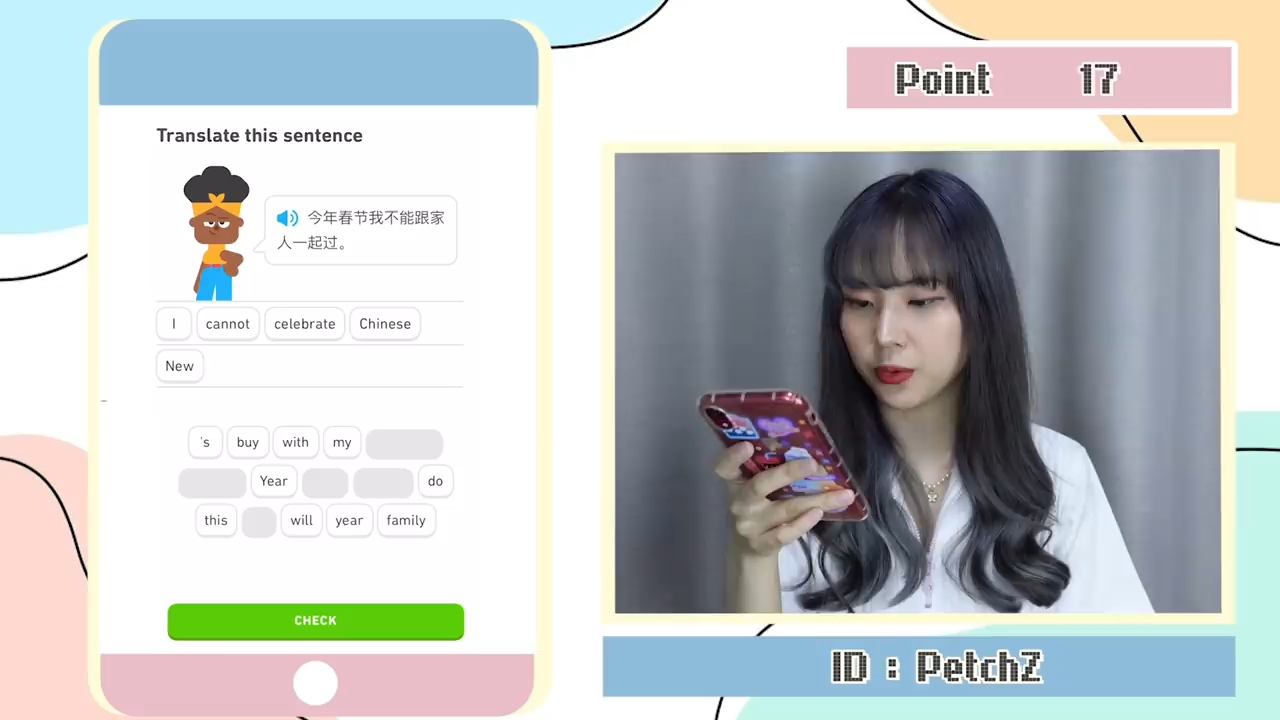 Translate this sentence
今年春节我不能跟家
人一起过。
I cannot celebrate Chinese
New
's buy with my
Year do
this will year family
CHECK
Point 17
ID : PetchZ